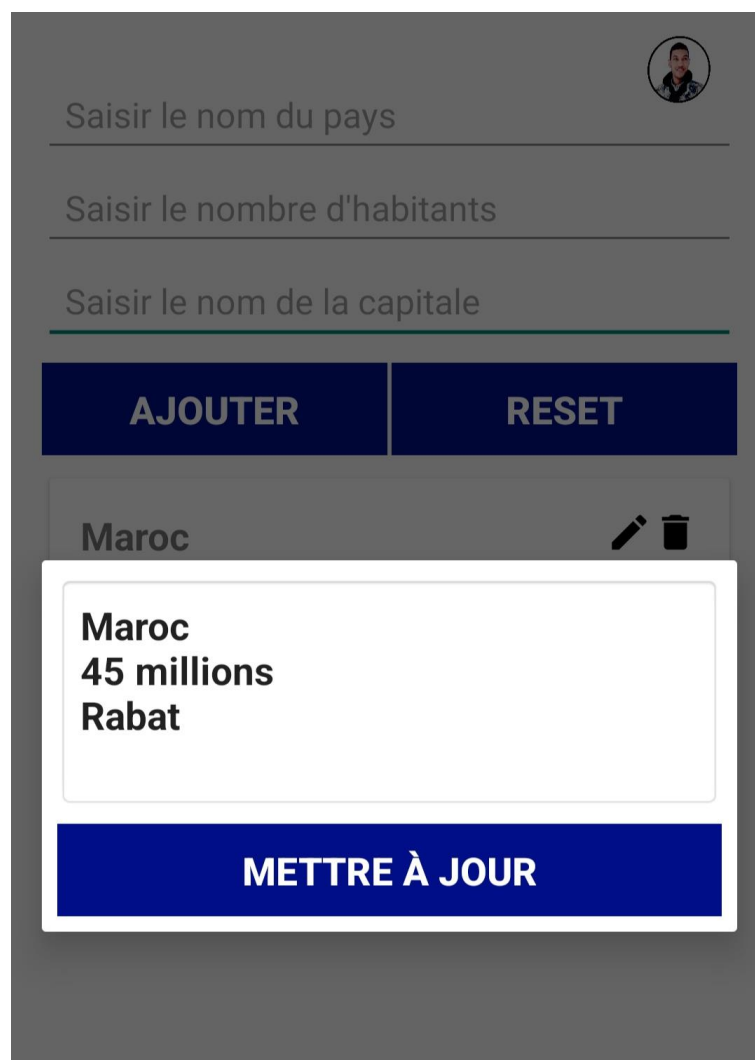 Saisir le nom du pays
Saisir le nombre d'habitants
Saisir le nom de la capitale
AJOUTER
RESET
Maroc
Maroc
45 millions
Rabat
METTRE À JOUR